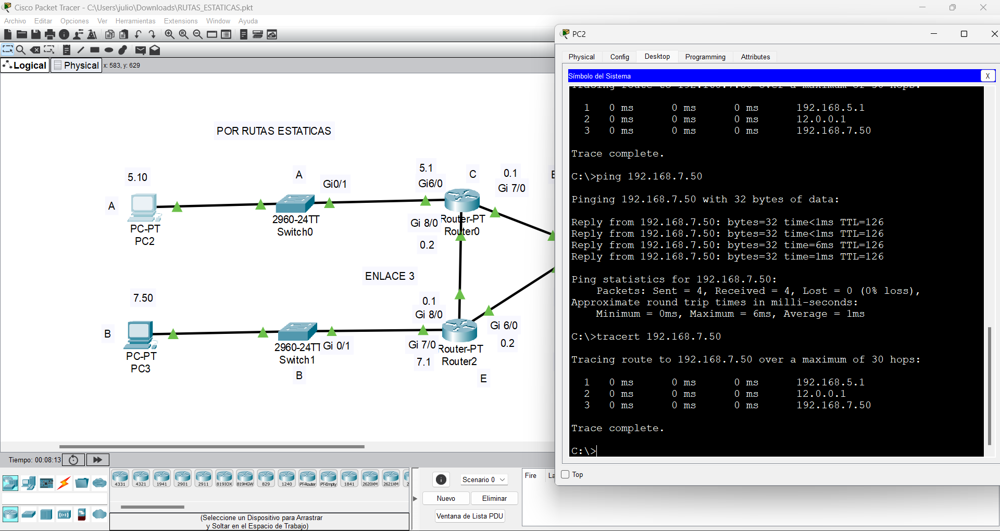 Cisco Packet Tracer - C:\Users\julio\Downloads\RUTAS_ESTATICAS.pkt
Archivo Editar Opciones Ver Herramientas Extensions Window Ayuda
Logical Physical x: 583, y: 629
POR RUTAS ESTATICAS
5.10
A
Gi0/1
5.1
Gi6/0
C
0.1
Gi 7/0
A
PC-PT
PC2
2960-24TT
Switch0
Gi 8/0
Router-PT
Router0
0.2
ENLACE 3
7.50
0.1
Gi 8/0
B
PC-PT
PC3
2960-24TT
Switch1
Gi 0/1
B
Gi 7/0
7.1
Router-PT
Router2
Gi 6/0
0.2
E
Tiempo: 00:08:13
4331 4321 1941 2901 2911 819IOX 819HGW 829 1240 PT-Router PT-Empty 1841 2620XM 2621XM
(Seleccione un Dispositivo para Arrastrar
y Soltar en el Espacio de Trabajo)
Scenario 0
Nuevo Eliminar
Ventana de Lista PDU
Fire
PC2
Physical Config Desktop Programming Attributes
Símbolo del Sistema X
Tracing route to 192.168.7.50 over a maximum of 30 hops:
1 0 ms 0 ms 0 ms 192.168.5.1
2 0 ms 0 ms 0 ms 12.0.0.1
3 0 ms 0 ms 0 ms 192.168.7.50
Trace complete.
C:\>ping 192.168.7.50
Pinging 192.168.7.50 with 32 bytes of data:
Reply from 192.168.7.50: bytes=32 time<1ms TTL=126
Reply from 192.168.7.50: bytes=32 time<1ms TTL=126
Reply from 192.168.7.50: bytes=32 time=6ms TTL=126
Reply from 192.168.7.50: bytes=32 time=1ms TTL=126
Ping statistics for 192.168.7.50:
Packets: Sent = 4, Received = 4, Lost = 0 (0% loss),
Approximate round trip times in milli-seconds:
Minimum = 0ms, Maximum = 6ms, Average = 1ms
C:\>tracert 192.168.7.50
Tracing route to 192.168.7.50 over a maximum of 30 hops:
1 0 ms 0 ms 0 ms 192.168.5.1
2 0 ms 0 ms 0 ms 12.0.0.1
3 0 ms 0 ms 0 ms 192.168.7.50
Trace complete.
C:\>
Top